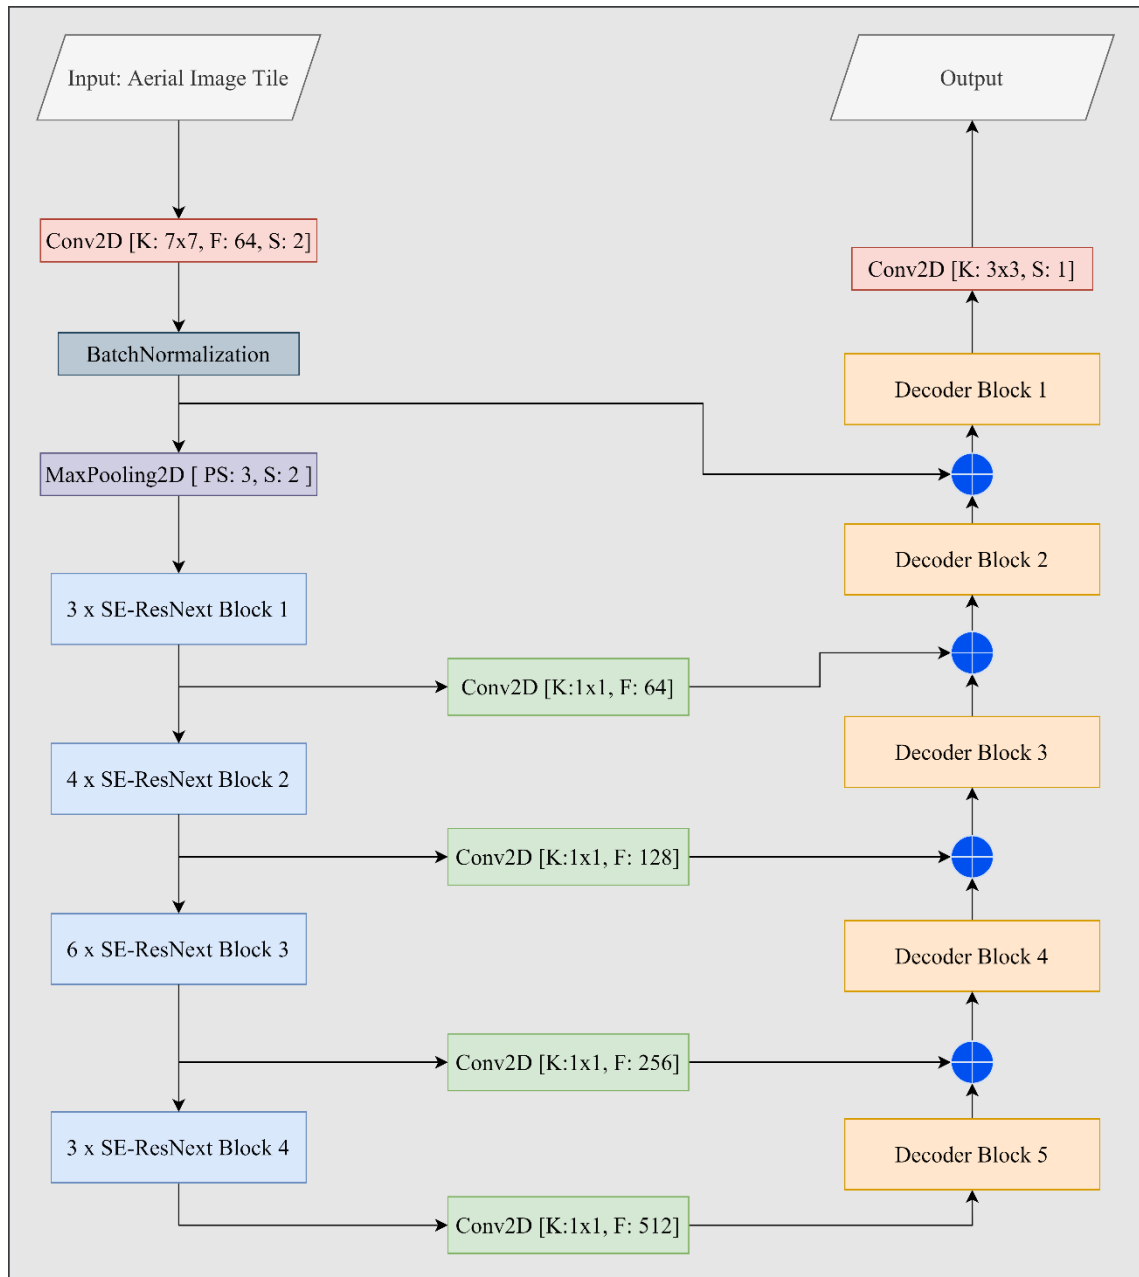 Input: Aerial Image Tile
Output
Conv2D [K: 7x7, F: 64, S: 2]
Conv2D [K: 3x3, S: 1]
BatchNormalization
Decoder Block 1
MaxPooling2D [ PS: 3, S: 2 ]
Decoder Block 2
3 x SE-ResNext Block 1
Conv2D [K:1x1, F: 64]
Decoder Block 3
4 x SE-ResNext Block 2
Conv2D [K:1x1, F: 128]
6 x SE-ResNext Block 3
Decoder Block 4
Conv2D [K:1x1, F: 256]
3 x SE-ResNext Block 4
Decoder Block 5
Conv2D [K:1x1, F: 512]